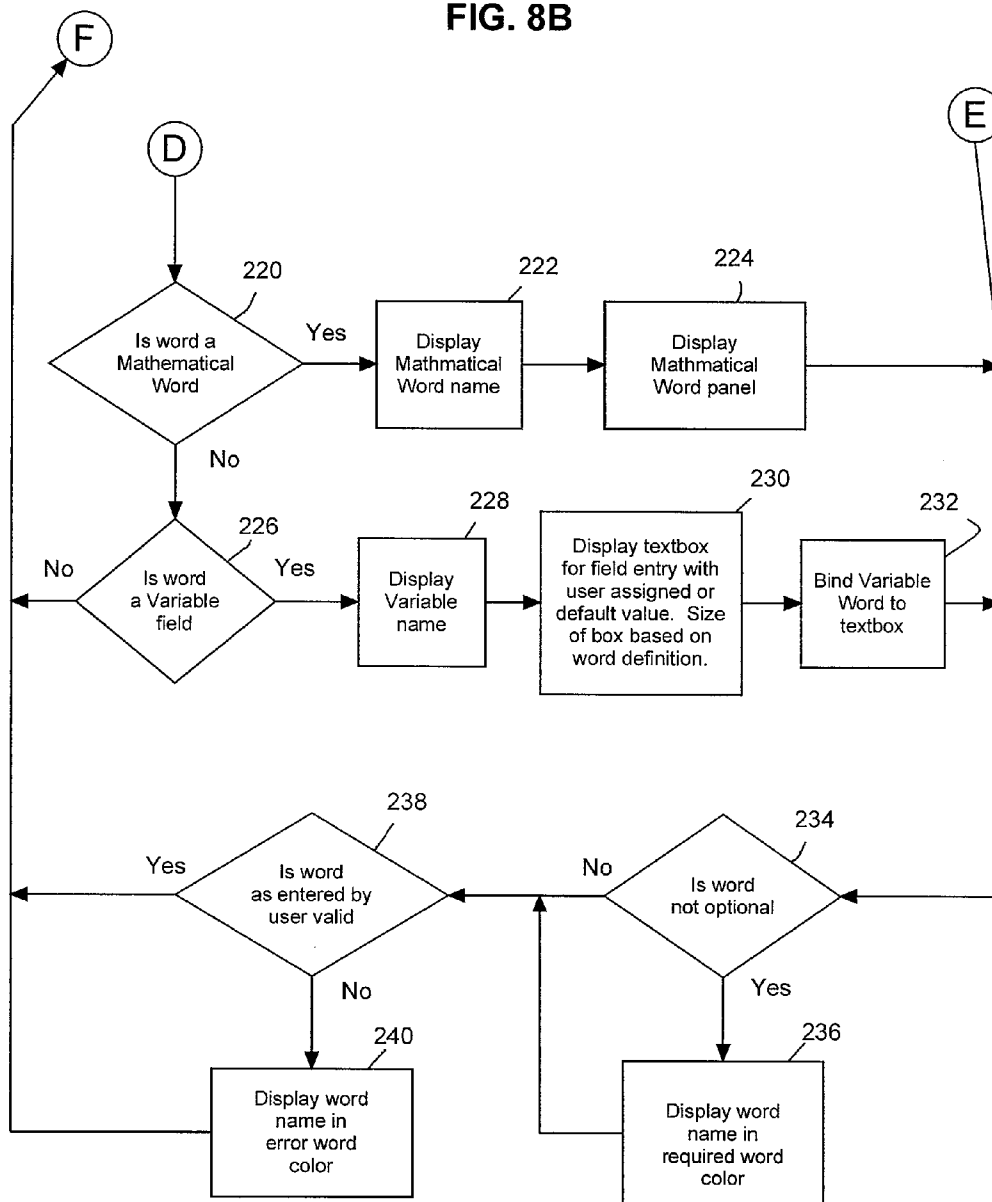 FIG. 8B
F
E
D
220
222
224
Is word a
Mathematical
Word
Yes
Display
Mathmatical
Word name
Display
Mathmatical
Word panel
No
226
228
230
232
No
Is word
a Variable
field
Yes
Display
Variable
name
Display textbox
for field entry with
user assigned or
default value. Size
of box based on
word definition.
Bind Variable
Word to
textbox
238
234
Yes
Is word
as entered by
user valid
No
Is word
not optional
No
Yes
240
236
Display word
name in
error word
color
Display word
name in
required word
color